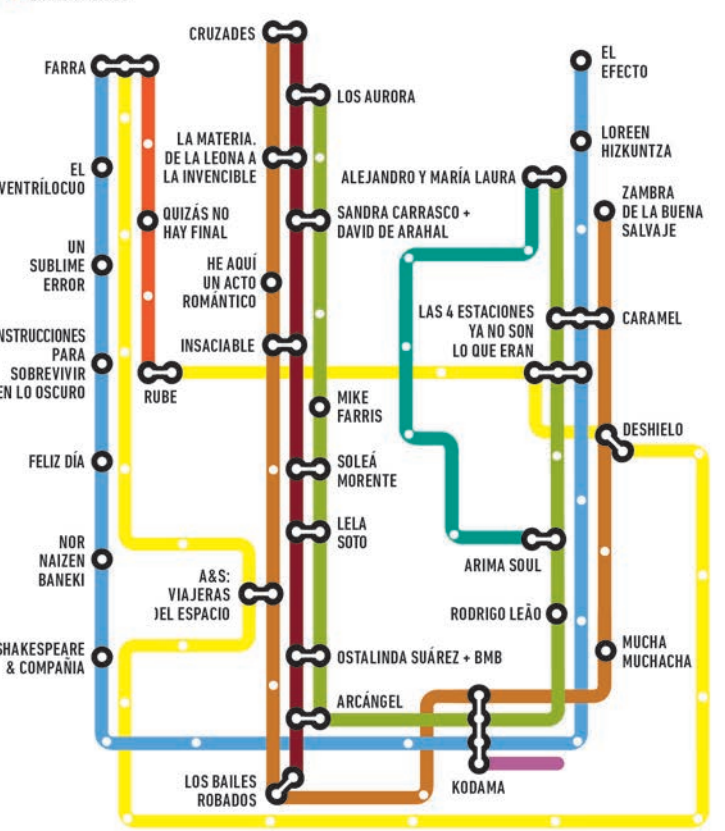 CRUZADES
FARRA
EL
EFECTO
LOS AURORA
LOREEN
HIZKUNTZA
LA MATERIA.
DE LA LEONA A
LA INVENCIBLE
EL
VENTRÍLOCUO
ALEJANDRO Y MARÍA LAURA
ZAMBRA
DE LA BUENA
SALVAJE
QUIZÁS NO
HAY FINAL
SANDRA CARRASCO +
DAVID DE ARAHAL
UN
SUBLIME
ERROR
HE AQUÍ
UN ACTO
ROMÁNTICO
LAS 4 ESTACIONES
YA NO SON
LO QUE ERAN
CARAMEL
INSACIABLE
NSTRUCCIONES
PARA
SOBREVIVIR
EN LO OSCURO
RUBE
MIKE
FARRIS
DESHIELO
FELIZ DÍA
SOLEÁ
MORENTE
LELA
SOTO
NOR
NAIZEN
BANEKI
ARIMA SOUL
A&S:
VIAJERAS
DEL ESPACIO
RODRIGO LEÃO
SHAKESPEARE
& COMPAÑIA
OSTALINDA SUÁREZ + BMB
MUCHA
MUCHACHA
ARCÁNGEL
LOS BAILES
ROBADOS
KODAMA